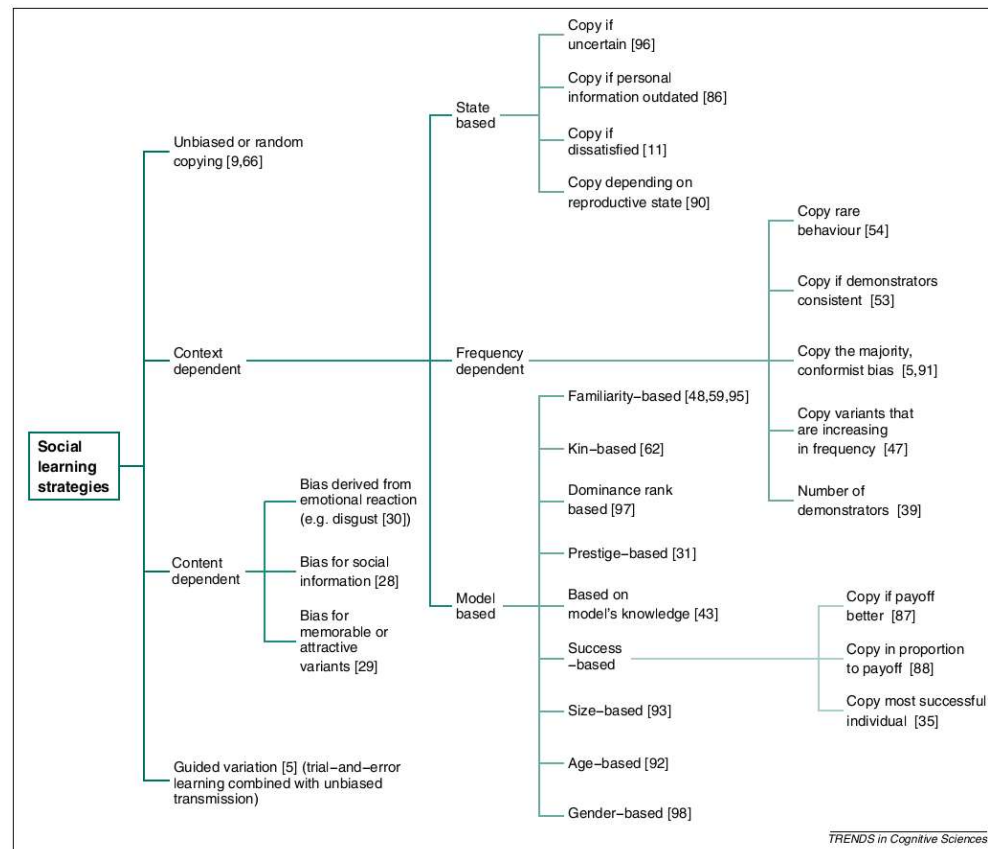 Social
learning
strategies
Unbiased or random
copying [9,66]
Context
dependent
State
based
Copy if
uncertain [96]
Copy if personal
information outdated [86]
Copy if
dissatisfied [11]
Copy depending on
reproductive state [90]
Frequency
dependent
Copy rare
behaviour [54]
Copy if demonstrators
consistent [53]
Copy the majority,
conformist bias [5,91]
Copy variants that
are increasing
in frequency [47]
Number of
demonstrators [39]
Model
based
Familiarity–based [48,59,95]
Kin–based [62]
Dominance rank
based [97]
Prestige–based [31]
Based on
model's knowledge [43]
Success
–based
Copy if payoff
better [87]
Copy in proportion
to payoff [88]
Copy most successful
individual [35]
Size–based [93]
Age–based [92]
Gender–based [98]
Content
dependent
Bias derived from
emotional reaction
(e.g. disgust [30])
Bias for social
information [28]
Bias for
memorable or
attractive
variants [29]
Guided variation [5] (trial–and–error
learning combined with unbiased
transmission)
TRENDS in Cognitive Sciences